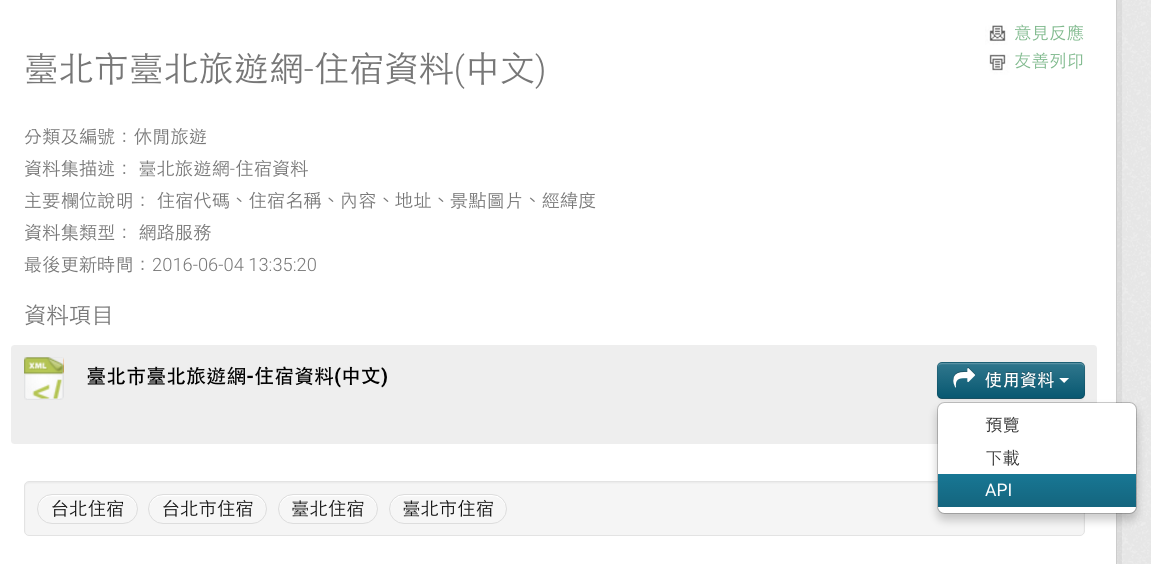 意見反應
友善列印
臺北市臺北旅遊網-住宿資料(中文)
分類及編號：休閒旅遊
資料集描述： 臺北旅遊網-住宿資料
主要欄位說明： 住宿代碼、住宿名稱、內容、地址、景點圖片、經緯度
資料集類型： 網路服務
最後更新時間：2016-06-04 13:35:20
資料項目
XML 臺北市臺北旅遊網-住宿資料(中文) 使用資料
預覽
下載
API
台北住宿 台北市住宿 臺北住宿 臺北市住宿